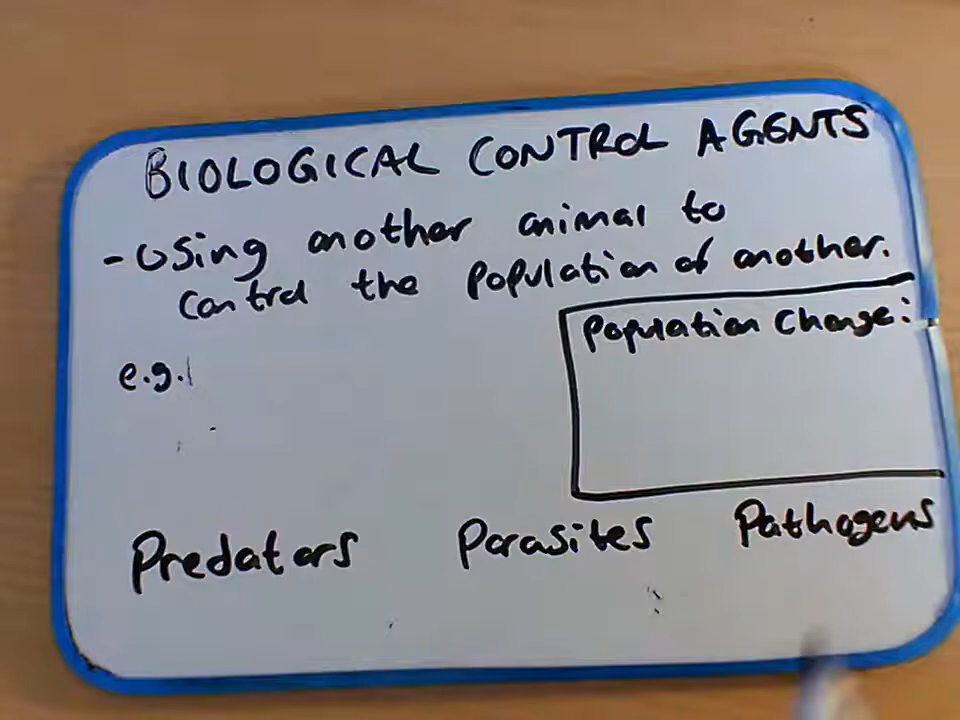 BIOLOGICAL CONTROL AGENTS
- Using another animal to
control the population of another.
Population Change:
e.g.
Predators Parasites Pathogens